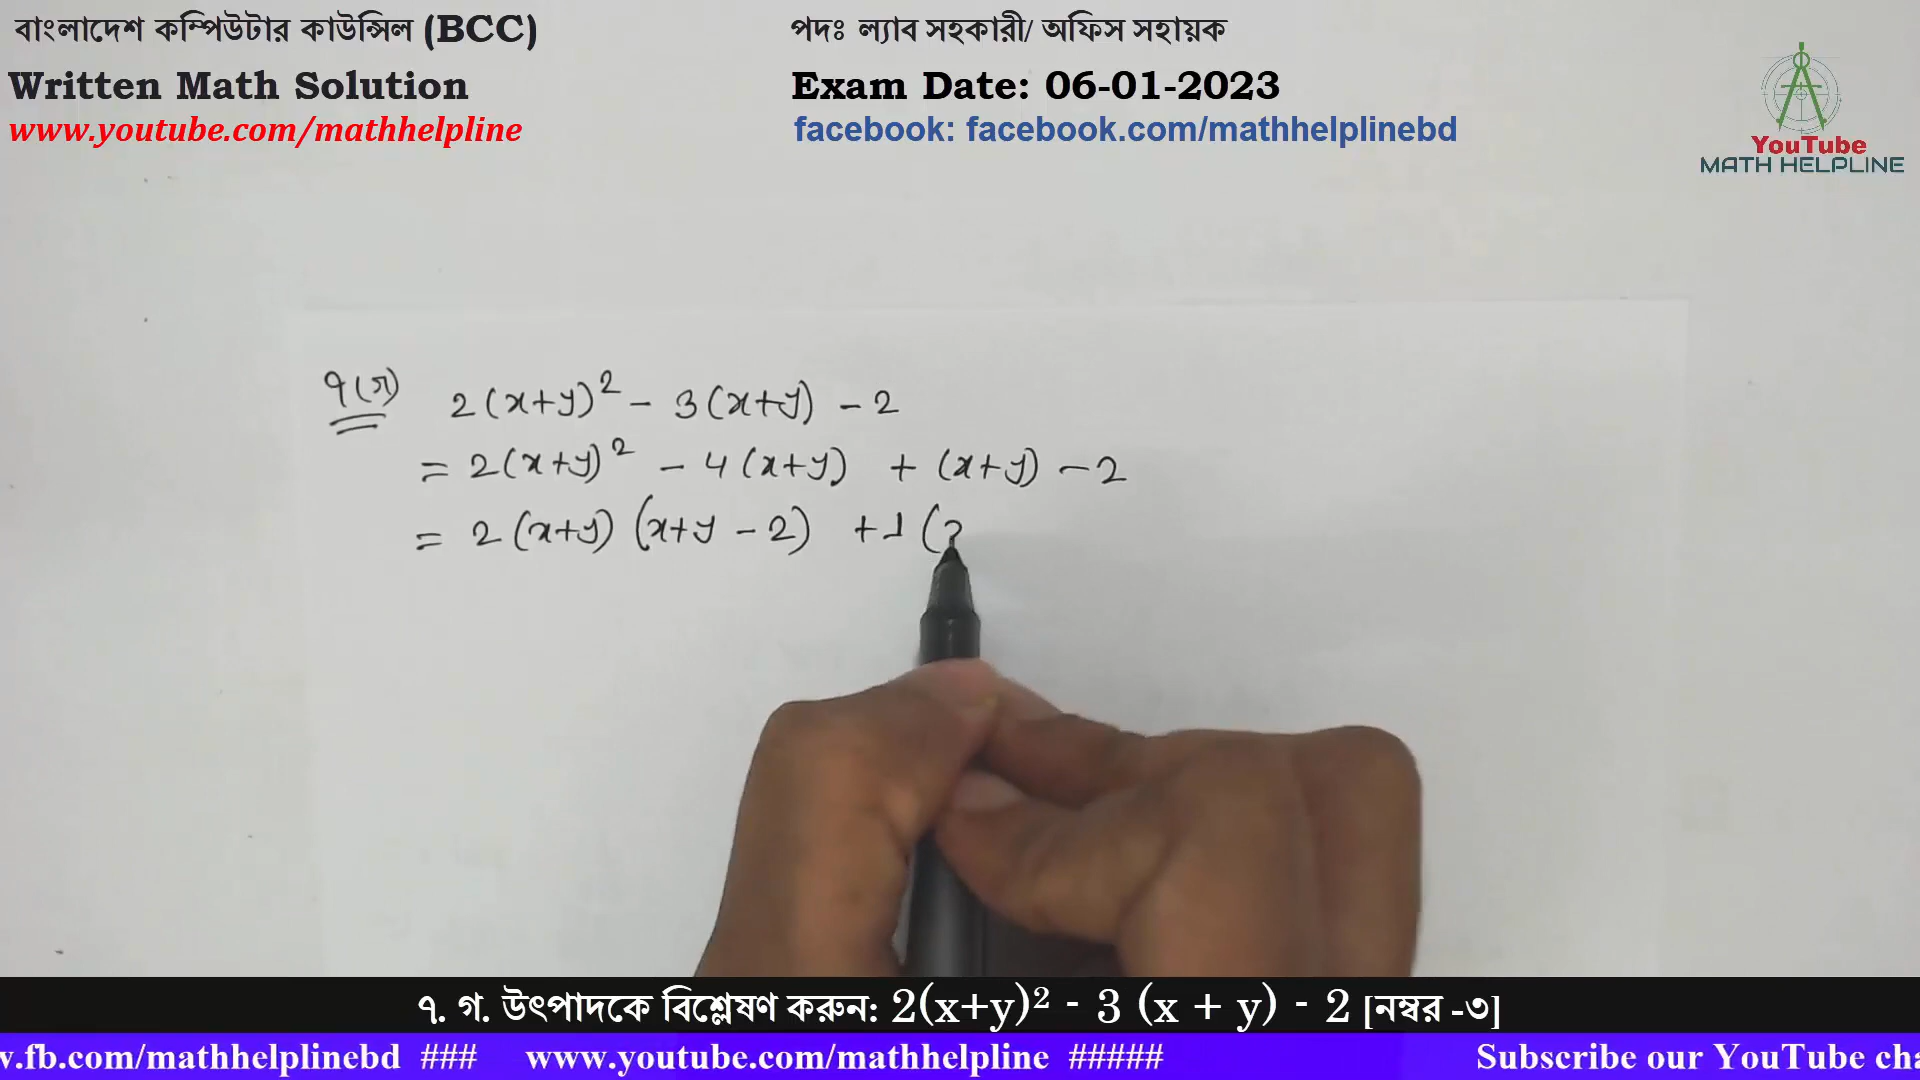 বাংলাদেশ কম্পিউটার কাউন্সিল (BCC)
পদঃ ল্যাব সহকারী/ অফিস সহায়ক
Written Math Solution
Exam Date: 06-01-2023
www.youtube.com/mathhelpline
facebook: facebook.com/mathhelplinebd
YouTube
MATH HELPLINE
৭(গ) 2(x+y)² - 3(x+y) - 2
= 2(x+y)² - 4(x+y) + (x+y) - 2
= 2(x+y)(x+y - 2) + 1(
৭. গ. উৎপাদকে বিশ্লেষণ করুন: 2(x+y)² - 3 (x + y) - 2 [নম্বর -৩]
w.fb.com/mathhelplinebd ### www.youtube.com/mathhelpline ##### Subscribe our YouTube cha